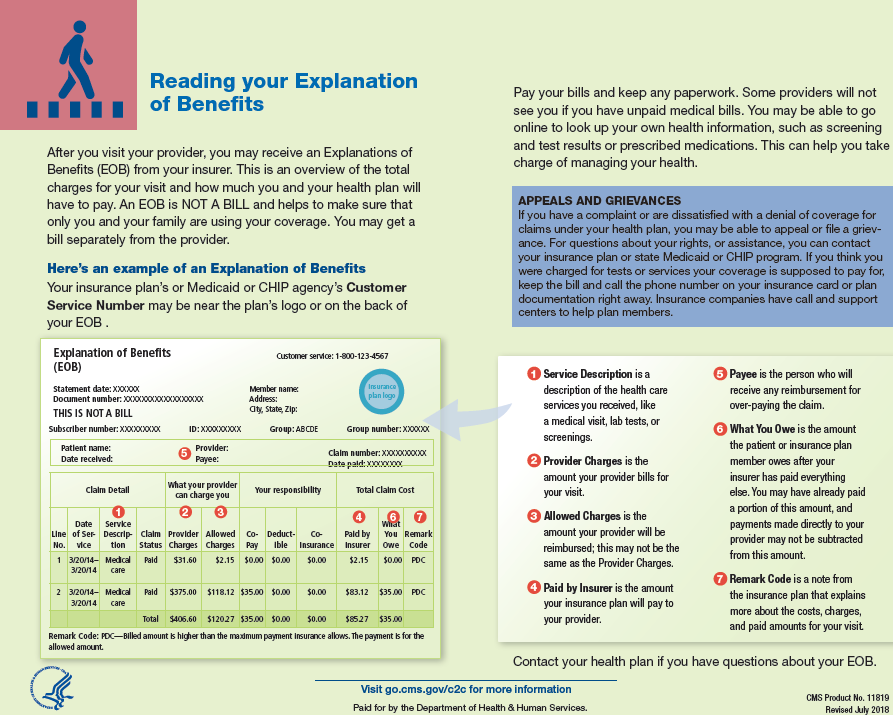 Reading your Explanation
of Benefits
After you visit your provider, you may receive an Explanations of
Benefits (EOB) from your insurer. This is an overview of the total
charges for your visit and how much you and your health plan will
have to pay. An EOB is NOT A BILL and helps to make sure that
only you and your family are using your coverage. You may get a
bill separately from the provider.
Here's an example of an Explanation of Benefits
Your insurance plan's or Medicaid or CHIP agency's Customer
Service Number may be near the plan's logo or on the back of
your EOB .
Explanation of Benefits
(EOB)
Customer service: 1-800-123-4567
Statement date: XXXXXX
Document number: XXXXXXXXXXXXXXXXXX
THIS IS NOT A BILL
Member name:
Address:
City, State, Zip:
Insurance
plan logo
Subscriber number: XXXXXXXXX ID: XXXXXXXXX Group: ABCDE Group number: XXXXXX
Patient name:
Date received:
5 Provider:
Payee:
Claim number: XXXXXXXXXX
Date paid: XXXXXXXX
Claim Detail
What your provider
can charge you
Your responsibility
Total Claim Cost
1 2 3 4 6 7
Line
No.
Date
of Ser-
vice
Service
Descrip-
tion
Claim
Status
Provider
Charges
Allowed
Charges
Co-
Pay
Deduct-
ible
Co-
Insurance
Paid by
Insurer
What
You
Owe
Remark
Code
1 3/20/14– Medical Paid $31.60 $2.15 $0.00 $0.00 $0.00 $2.15 $0.00 PDC
3/20/14 care
2 3/20/14– Medical Paid $375.00 $118.12 $35.00 $0.00 $0.00 $83.12 $35.00 PDC
3/20/14 care
Total $406.60 $120.27 $35.00 $0.00 $0.00 $85.27 $35.00
Remark Code: PDC—Billed amount is higher than the maximum payment insurance allows. The payment is for the
allowed amount.
Pay your bills and keep any paperwork. Some providers will not
see you if you have unpaid medical bills. You may be able to go
online to look up your own health information, such as screening
and test results or prescribed medications. This can help you take
charge of managing your health.
APPEALS AND GRIEVANCES
If you have a complaint or are dissatisfied with a denial of coverage for
claims under your health plan, you may be able to appeal or file a griev-
ance. For questions about your rights, or assistance, you can contact
your insurance plan or state Medicaid or CHIP program. If you think you
were charged for tests or services your coverage is supposed to pay for,
keep the bill and call the phone number on your insurance card or plan
documentation right away. Insurance companies have call and support
centers to help plan members.
1 Service Description is a
description of the health care
services you received, like
a medical visit, lab tests, or
screenings.
2 Provider Charges is the
amount your provider bills for
your visit.
3 Allowed Charges is the
amount your provider will be
reimbursed; this may not be the
same as the Provider Charges.
4 Paid by Insurer is the amount
your insurance plan will pay to
your provider.
5 Payee is the person who will
receive any reimbursement for
over-paying the claim.
6 What You Owe is the amount
the patient or insurance plan
member owes after your
insurer has paid everything
else. You may have already paid
a portion of this amount, and
payments made directly to your
provider may not be subtracted
from this amount.
7 Remark Code is a note from
the insurance plan that explains
more about the costs, charges,
and paid amounts for your visit.
Contact your health plan if you have questions about your EOB.
Visit go.cms.gov/c2c for more information
Paid for by the Department of Health & Human Services.
CMS Product No. 11819
Revised July 2018